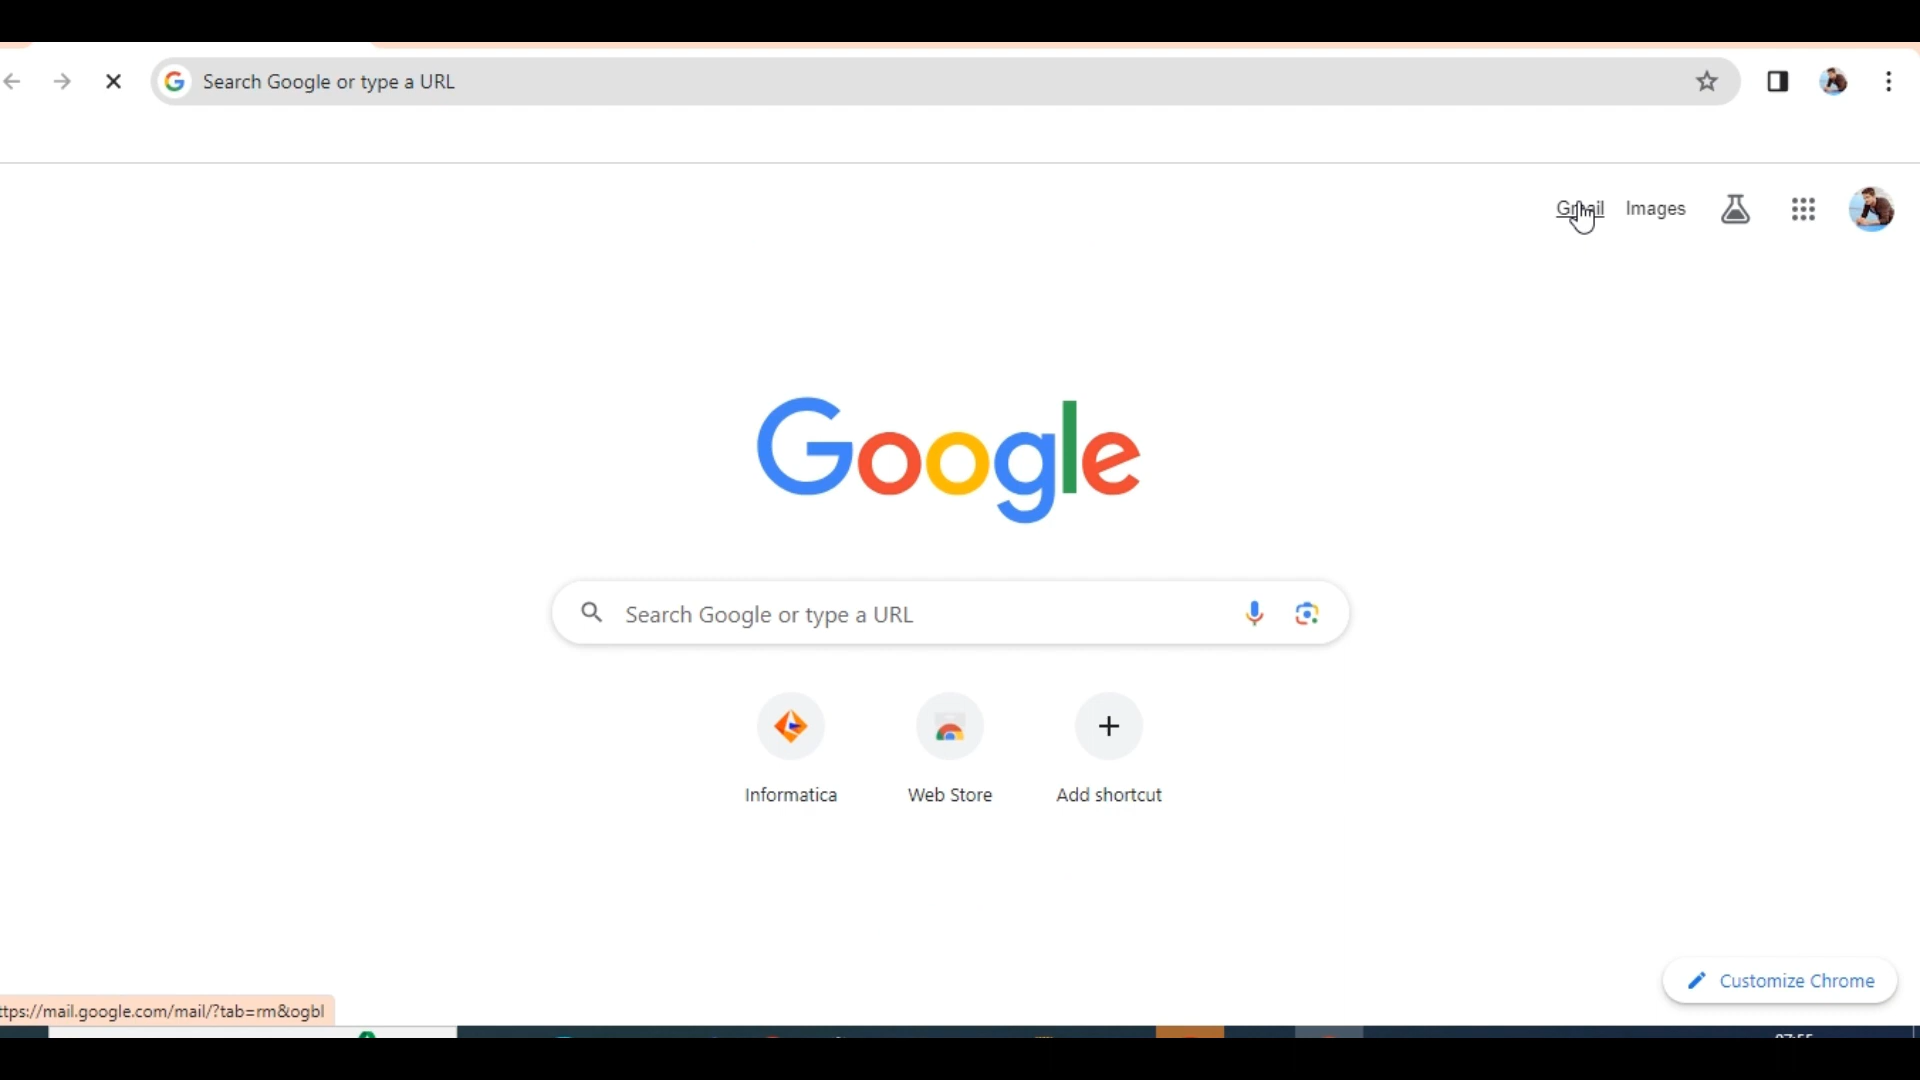 Search Google or type a URL
Gmail Images
Google
Search Google or type a URL
Informatica Web Store Add shortcut
Customize Chrome
ttps://mail.google.com/mail/?tab=rm&ogbl